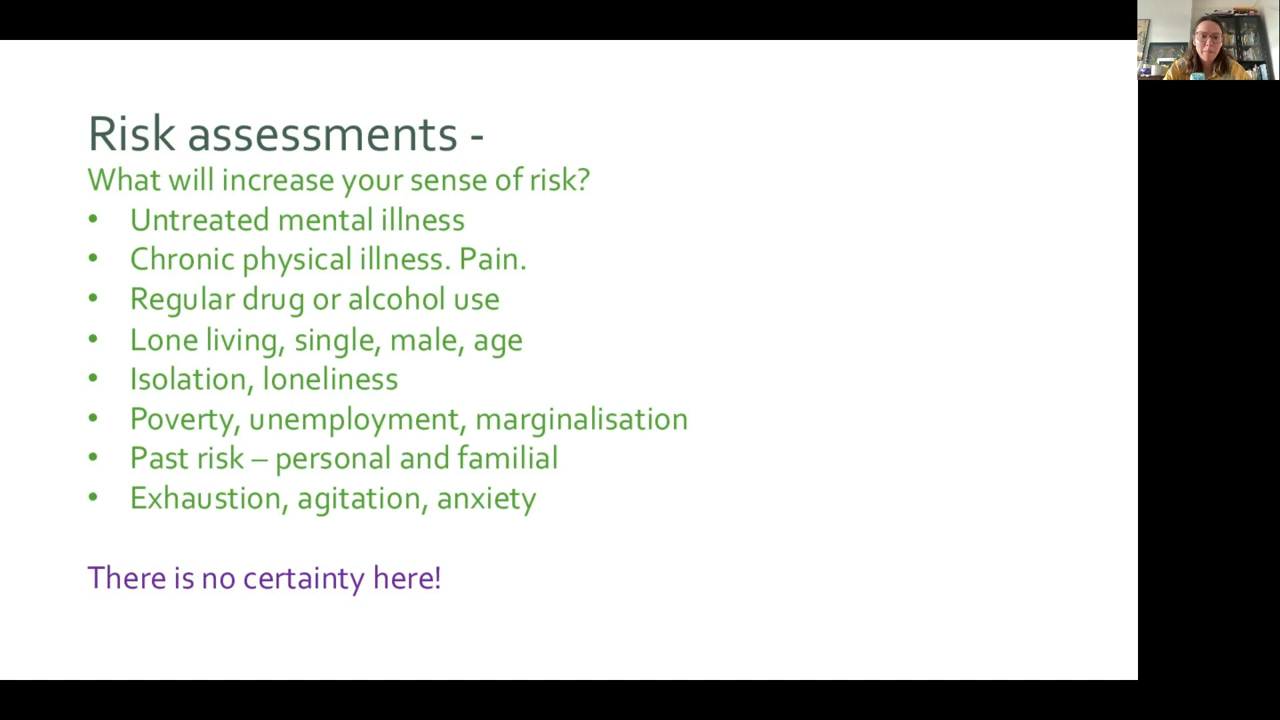 Risk assessments -
What will increase your sense of risk?
• Untreated mental illness
• Chronic physical illness. Pain.
• Regular drug or alcohol use
• Lone living, single, male, age
• Isolation, loneliness
• Poverty, unemployment, marginalisation
• Past risk – personal and familial
• Exhaustion, agitation, anxiety
There is no certainty here!